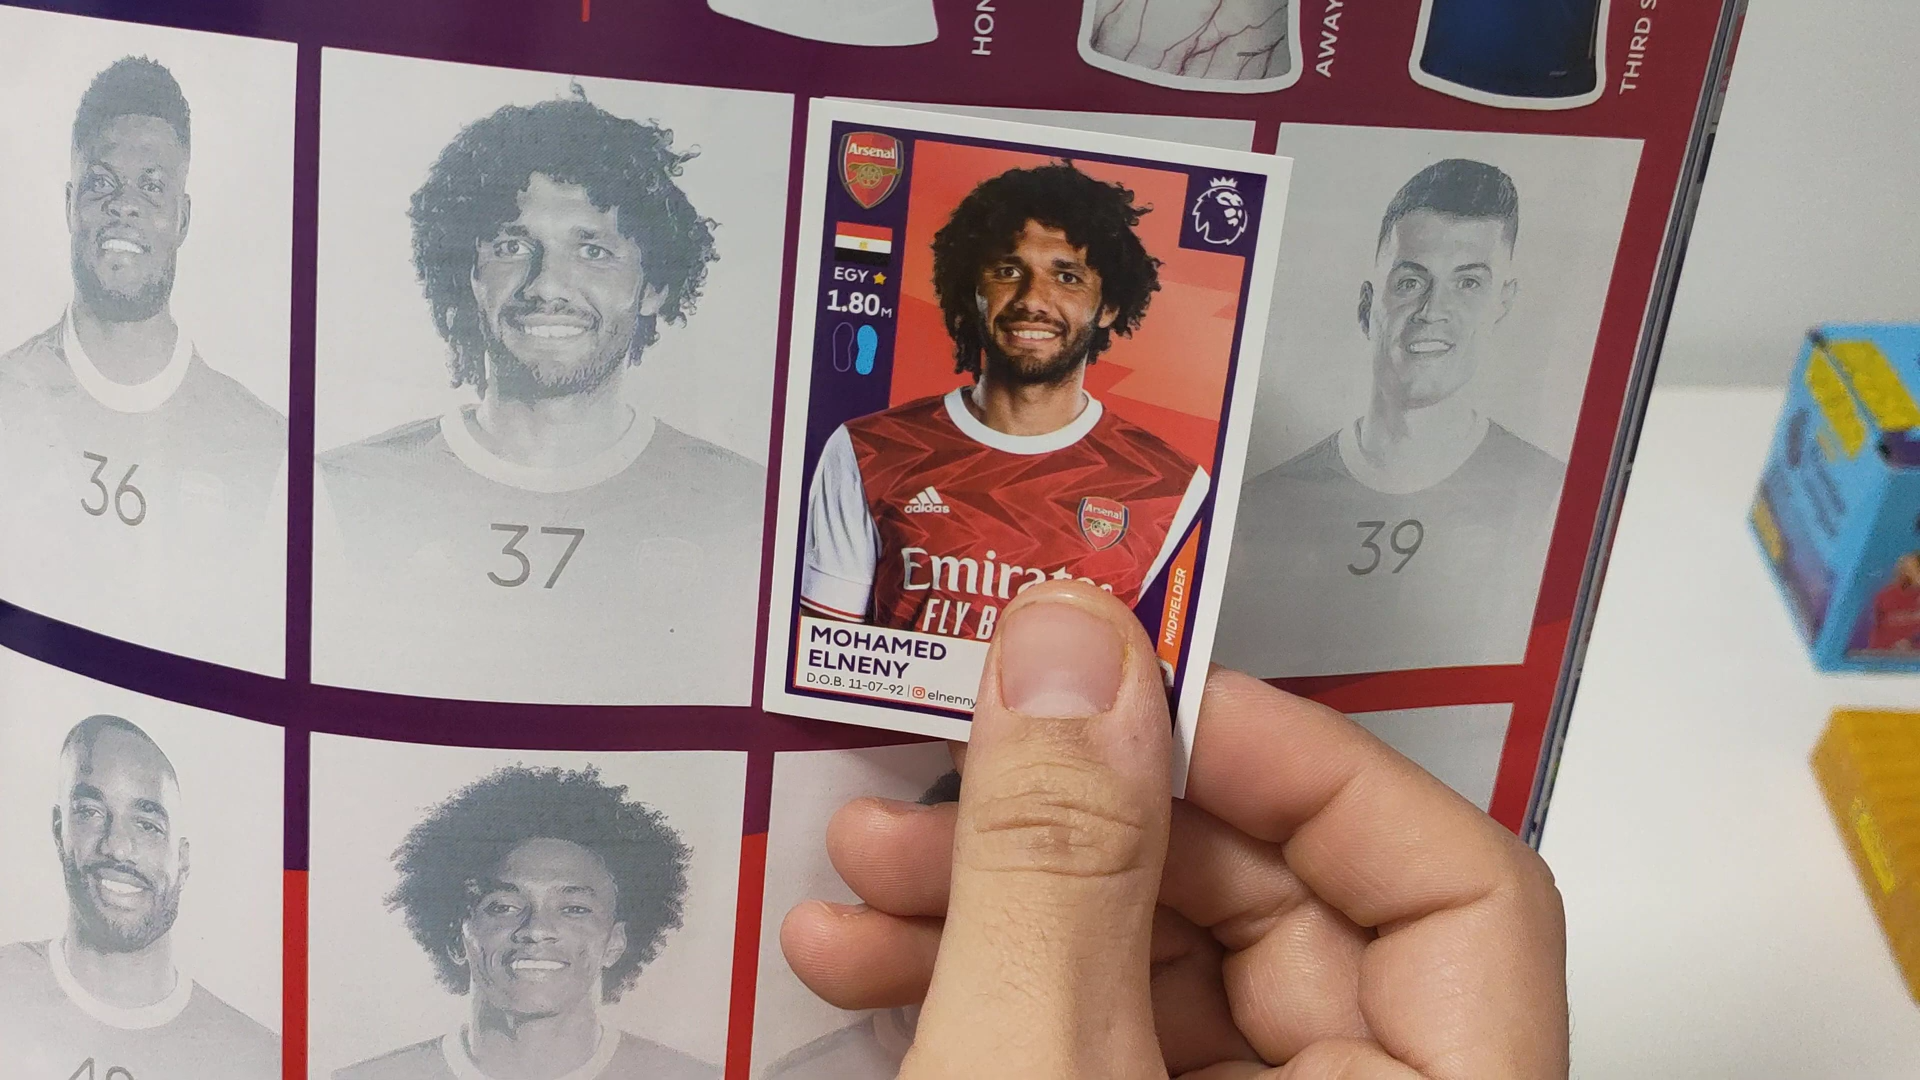 HOM
AWAY
THIRD S
36
37
39
Arsenal
EGY
1.80M
adidas
Arsenal
Emirates
FLY B
MIDFIELDER
MOHAMED
ELNENY
D.O.B. 11-07-92 | elnenny